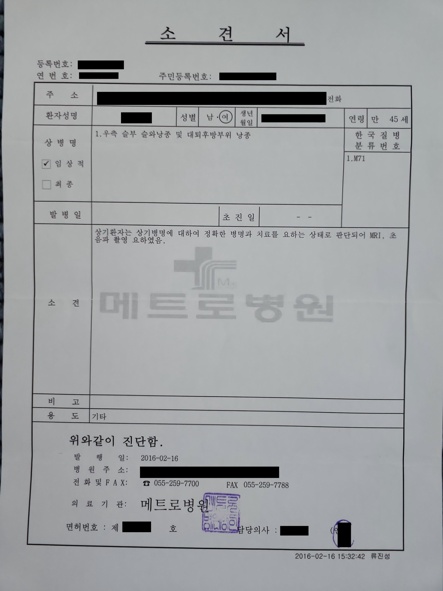 소 견 서
등록번호:
연 번 호: 주민등록번호:
주 소 전화
환자성명 성별 남 · 여 생년월일 연령 만 45 세
상 병 명 1.우측 슬부 슬와낭종 및 대퇴후방부위 낭종 한 국 질 병 분 류 번 호
임 상 적 1.M71
최 종
발 병 일 초 진 일 - -
상기환자는 상기병명에 대하여 정확한 병명과 치료를 요하는 상태로 판단되어 MRI, 초
음파 촬영 요하였음.
소 견
메트로병원
비 고
용 도 기타
위와같이 진단함.
발 행 일: 2016-02-16
병 원 주 소:
전 화 및 F A X: ☎ 055-259-7700 FAX 055-259-7788
의 료 기 관: 메트로병원
면허번호 : 제 호 담당의사 :
2016-02-16 15:32:42 류진성